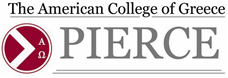 The American College of Greece
Α
Ω
PIERCE